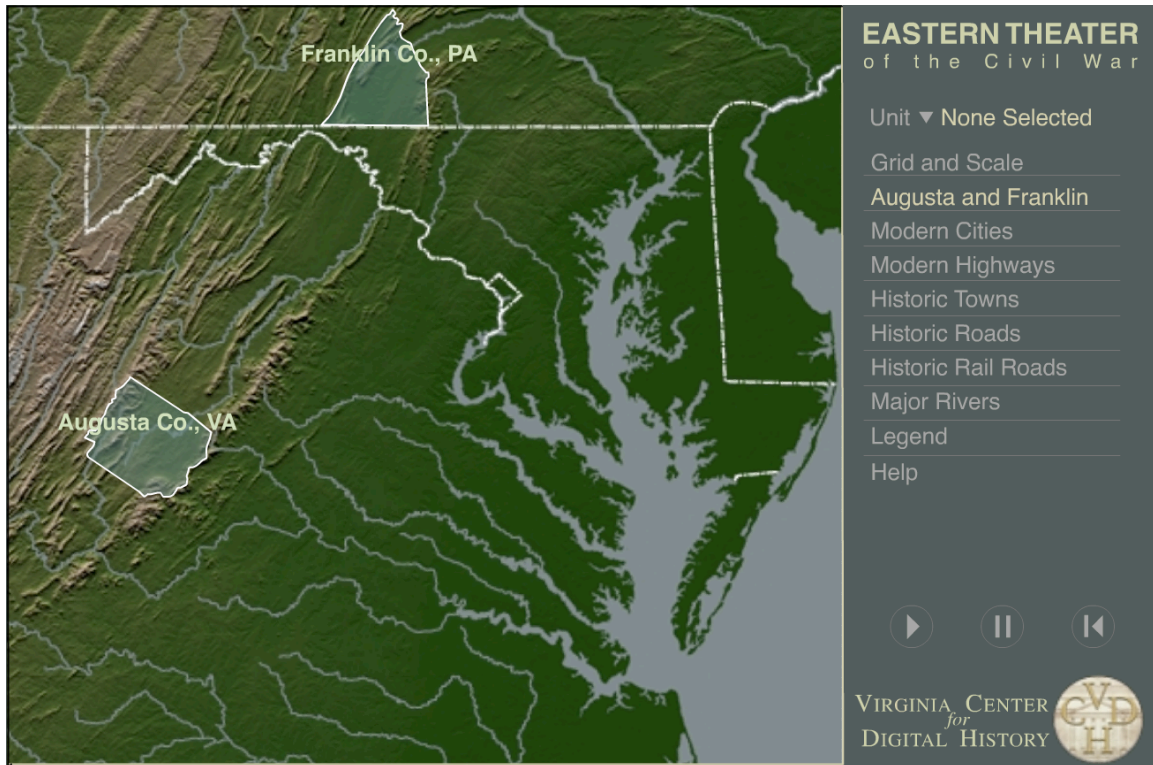 Franklin Co., PA
Augusta Co., VA
EASTERN THEATER
of the Civil War
Unit ▼ None Selected
Grid and Scale
Augusta and Franklin
Modern Cities
Modern Highways
Historic Towns
Historic Roads
Historic Rail Roads
Major Rivers
Legend
Help
VIRGINIA CENTER
for
DIGITAL HISTORY
VCDH